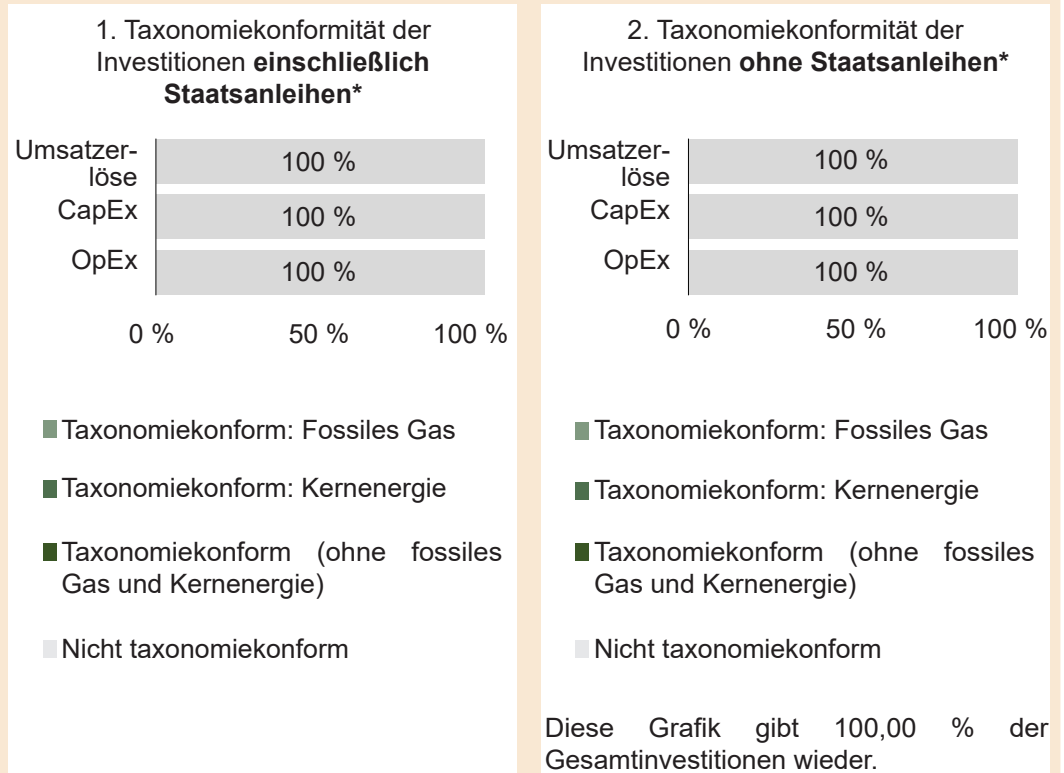 1. Taxonomiekonformität der
Investitionen einschließlich
Staatsanleihen*
Umsatzer-
löse
100 %
CapEx
100 %
OpEx
100 %
0 % 50 % 100 %
Taxonomiekonform: Fossiles Gas
Taxonomiekonform: Kernenergie
Taxonomiekonform (ohne fossiles
Gas und Kernenergie)
Nicht taxonomiekonform
2. Taxonomiekonformität der
Investitionen ohne Staatsanleihen*
Umsatzer-
löse
100 %
CapEx
100 %
OpEx
100 %
0 % 50 % 100 %
Taxonomiekonform: Fossiles Gas
Taxonomiekonform: Kernenergie
Taxonomiekonform (ohne fossiles
Gas und Kernenergie)
Nicht taxonomiekonform
Diese Grafik gibt 100,00 % der
Gesamtinvestitionen wieder.